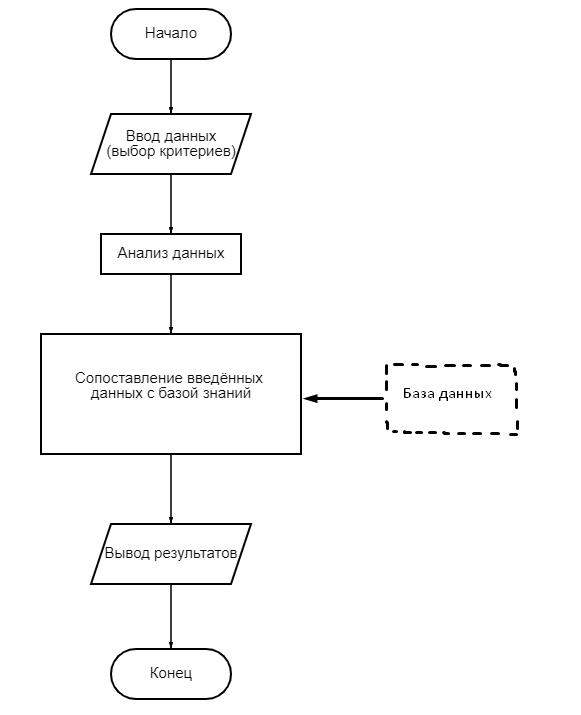 Начало
Ввод данных
(выбор критериев)
Анализ данных
Сопоставление введённых
данных с базой знаний
База данных
Вывод результатов
Конец